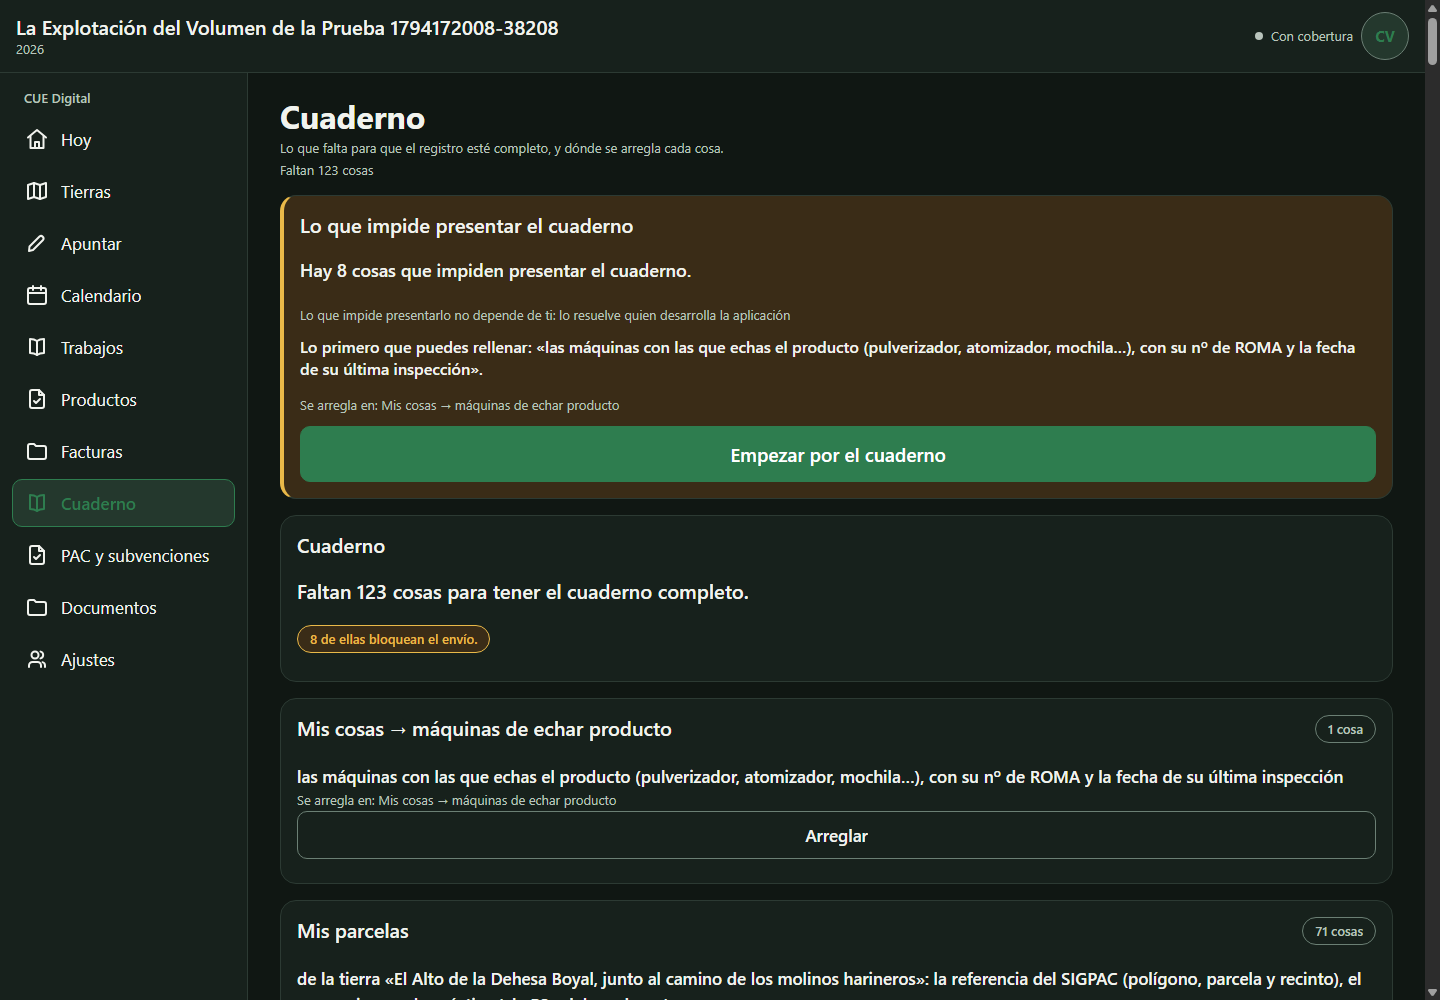 La Explotación del Volumen de la Prueba 1794172008-38208
2026
Con cobertura
CV
CUE Digital
Hoy
Tierras
Apuntar
Calendario
Trabajos
Productos
Facturas
Cuaderno
PAC y subvenciones
Documentos
Ajustes
Cuaderno
Lo que falta para que el registro esté completo, y dónde se arregla cada cosa.
Faltan 123 cosas
Lo que impide presentar el cuaderno
Hay 8 cosas que impiden presentar el cuaderno.
Lo que impide presentarlo no depende de ti: lo resuelve quien desarrolla la aplicación
Lo primero que puedes rellenar: «las máquinas con las que echas el producto (pulverizador, atomizador, mochila…), con su nº de ROMA y la fecha
de su última inspección».
Se arregla en: Mis cosas → máquinas de echar producto
Empezar por el cuaderno
Cuaderno
Faltan 123 cosas para tener el cuaderno completo.
8 de ellas bloquean el envío.
Mis cosas → máquinas de echar producto
1 cosa
las máquinas con las que echas el producto (pulverizador, atomizador, mochila…), con su nº de ROMA y la fecha de su última inspección
Se arregla en: Mis cosas → máquinas de echar producto
Arreglar
Mis parcelas
71 cosas
de la tierra «El Alto de la Dehesa Boyal, junto al camino de los molinos harineros»: la referencia del SIGPAC (polígono, parcela y recinto), el